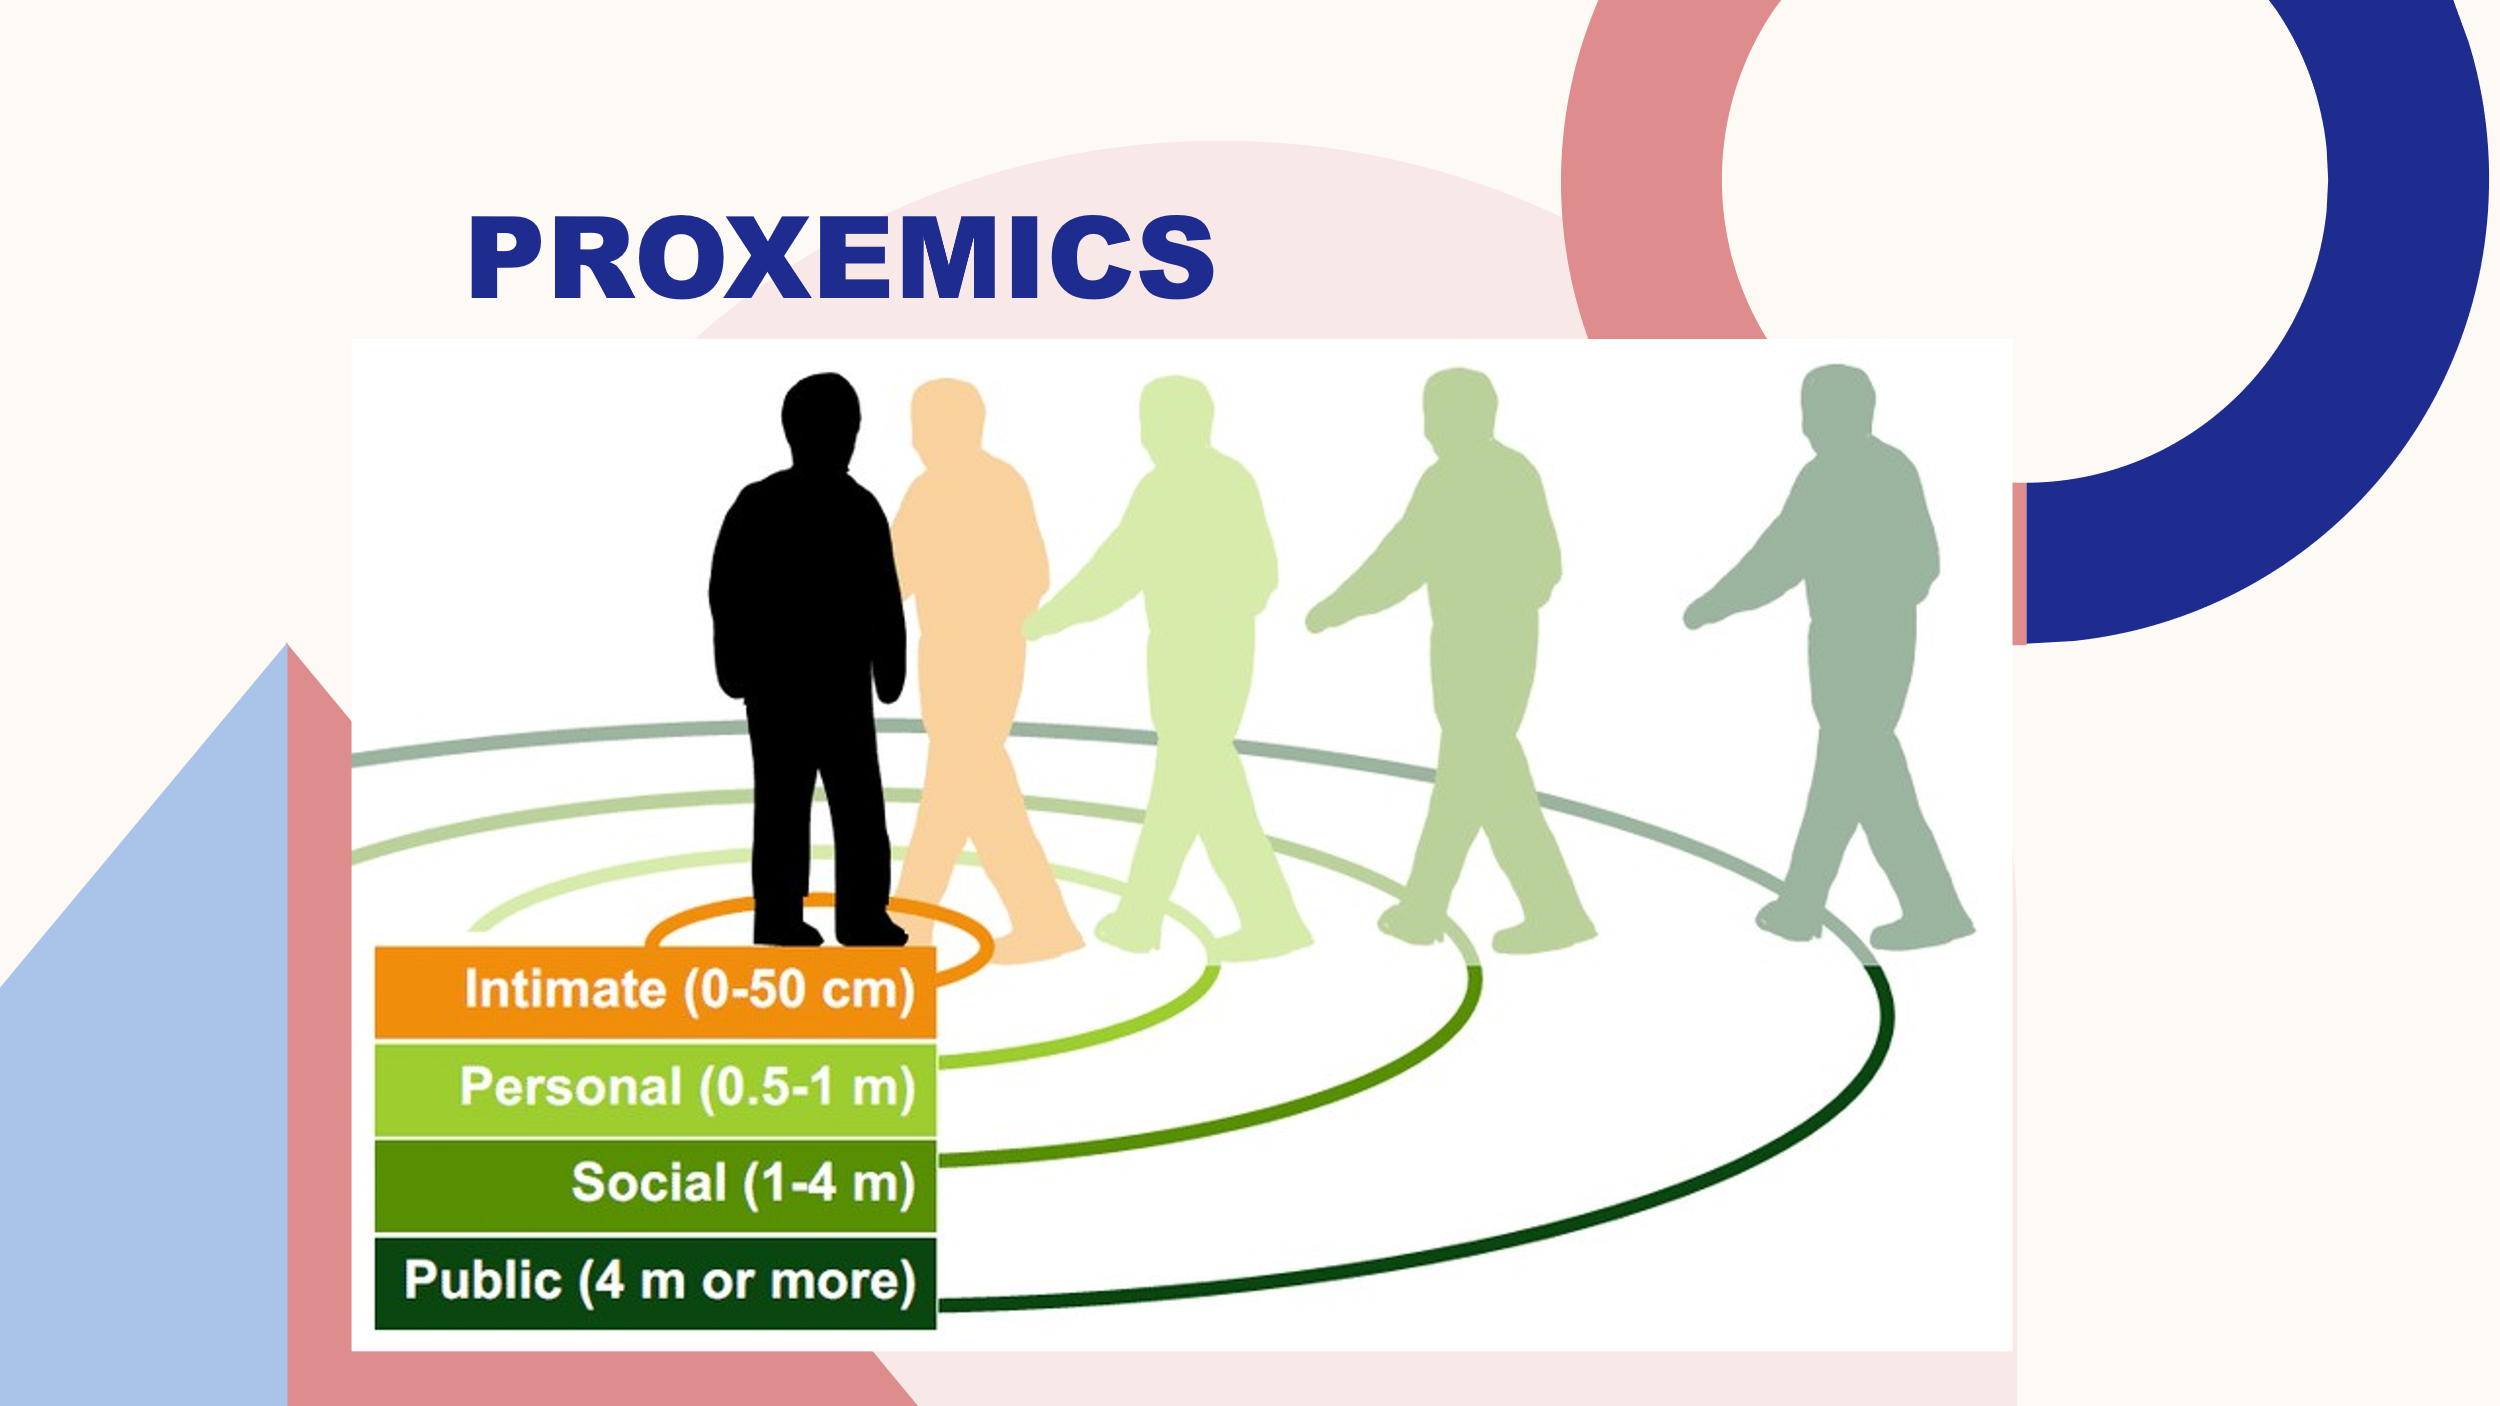 PROXEMICS
Intimate (0-50 cm)
Personal (0.5-1 m)
Social (1-4 m)
Public (4 m or more)